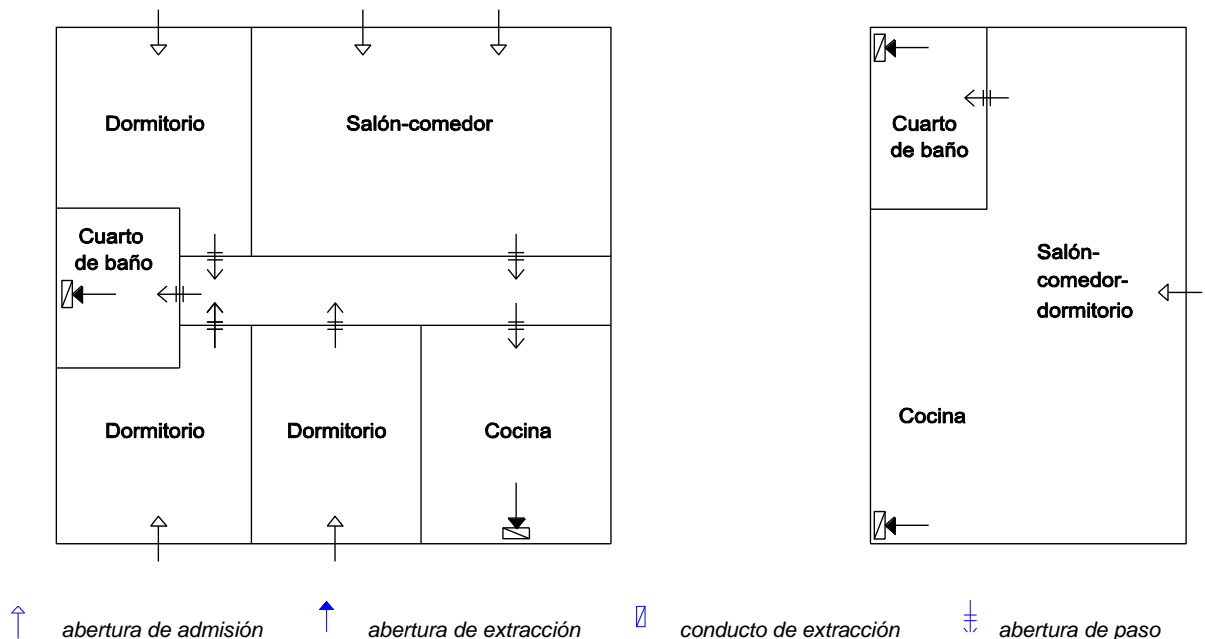 Dormitorio
Salón-comedor
Cuarto
de baño
Dormitorio
Dormitorio
Cocina
Cuarto
de baño
Salón-
comedor-
dormitorio
Cocina
abertura de admisión
abertura de extracción
conducto de extracción
abertura de paso